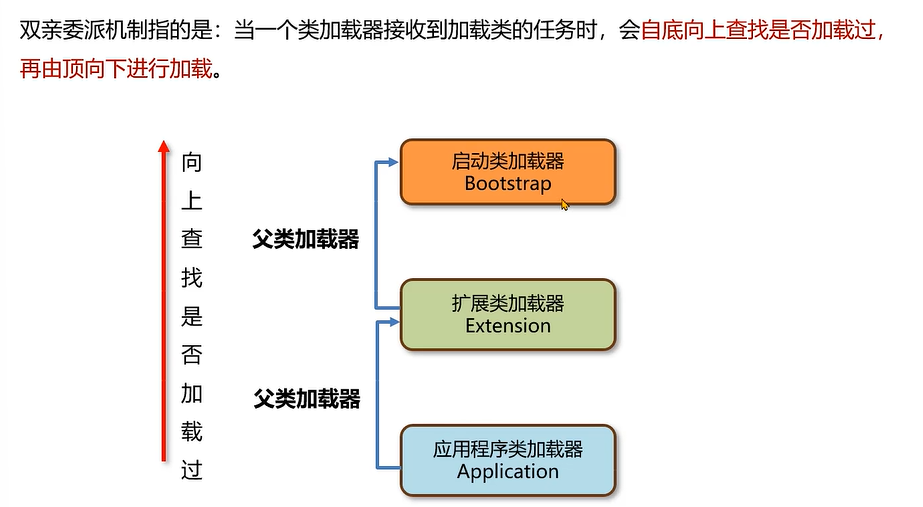 双亲委派机制指的是：当一个类加载器接收到加载类的任务时，会自底向上查找是否加载过，
再由顶向下进行加载。
向上查找是否加载过
启动类加载器
Bootstrap
父类加载器
扩展类加载器
Extension
父类加载器
应用程序类加载器
Application